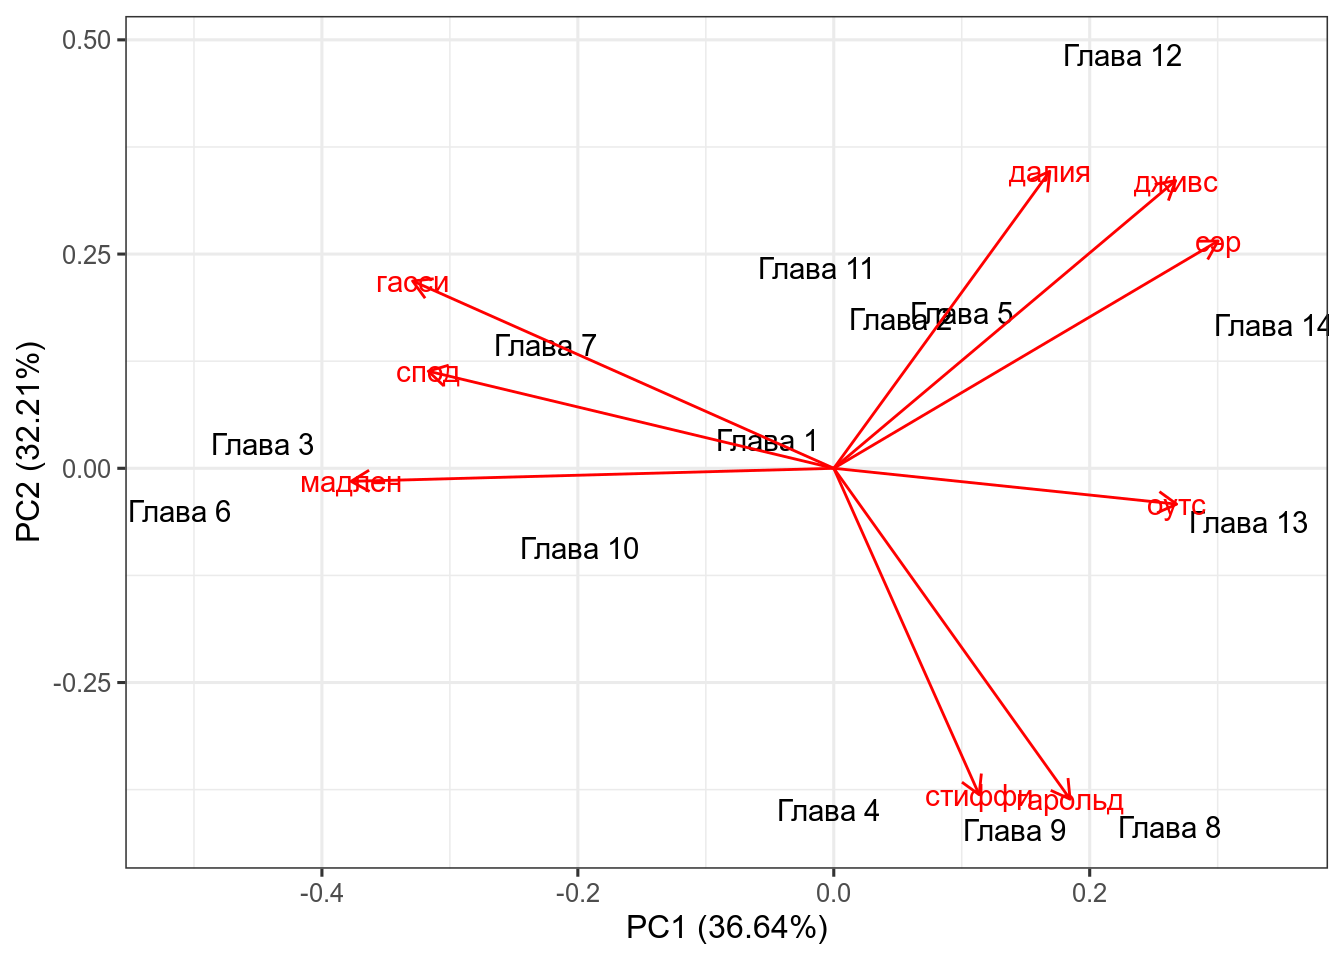 0.50
Глава 12
далия
дживс
0.25
сэр
Глава 11
гасси
Глава 2
Глава 5
Глава 14
Глава 7
спод
Глава 3
Глава 1
0.00
мадлен
оутс
Глава 6
Глава 13
Глава 10
-0.25
стиффи
гарольд
Глава 4
Глава 9
Глава 8
-0.4
-0.2
0.0
0.2
PC1 (36.64%)
PC2 (32.21%)